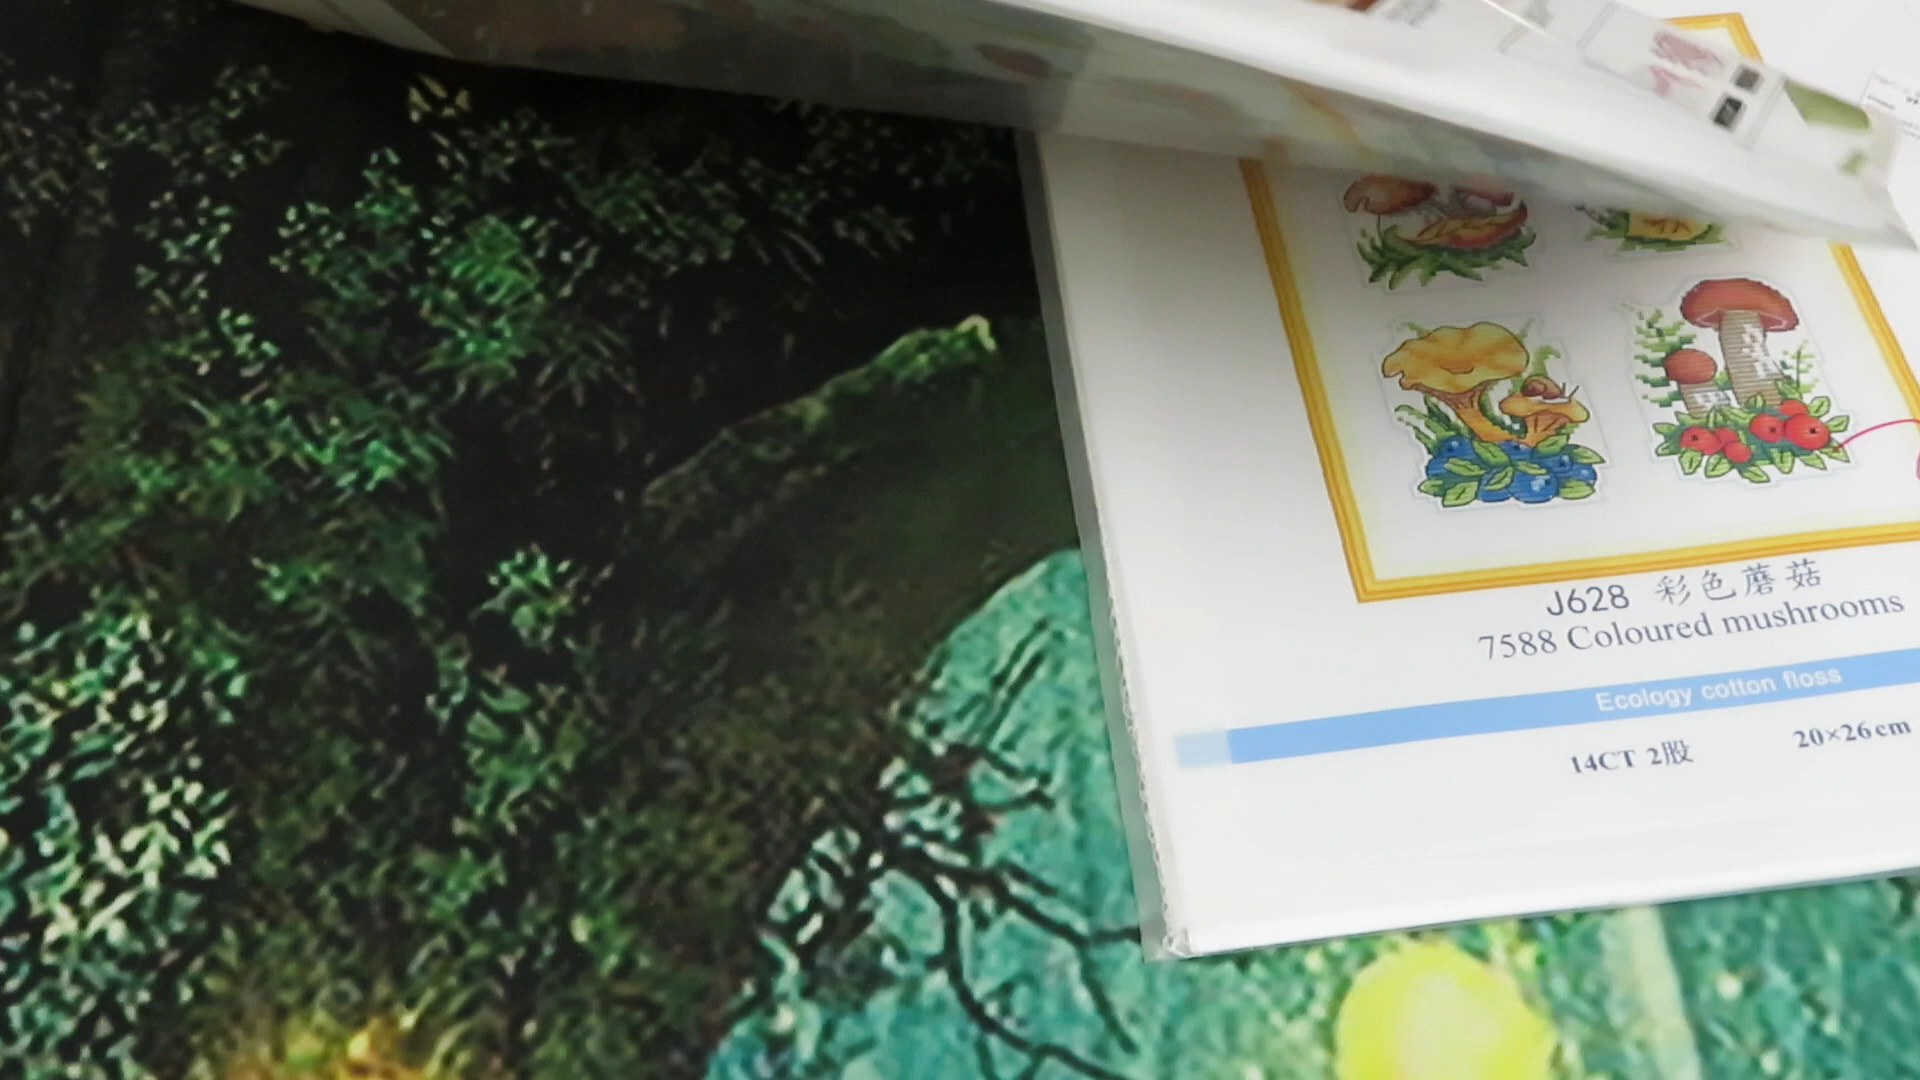 J628 彩色蘑菇
7588 Coloured mushrooms
Ecology cotton floss
14CT 2股 20×26cm